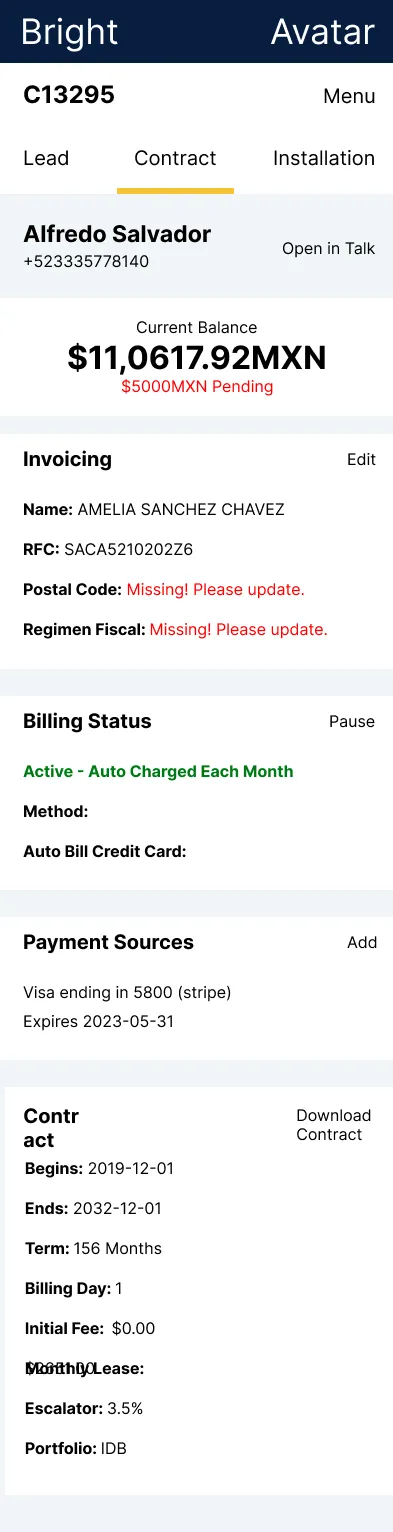 Bright Avatar
C13295 Menu
Lead Contract Installation
Alfredo Salvador
+523335778140
Open in Talk
Current Balance
$11,0617.92MXN
$5000MXN Pending
Invoicing Edit
Name: AMELIA SANCHEZ CHAVEZ
RFC: SACA5210202Z6
Postal Code: Missing! Please update.
Regimen Fiscal: Missing! Please update.
Billing Status Pause
Active - Auto Charged Each Month
Method:
Auto Bill Credit Card:
Payment Sources Add
Visa ending in 5800 (stripe)
Expires 2023-05-31
Contr
act
Download
Contract
Begins: 2019-12-01
Ends: 2032-12-01
Term: 156 Months
Billing Day: 1
Initial Fee: $0.00
Monthly Lease:
Escalator: 3.5%
Portfolio: IDB